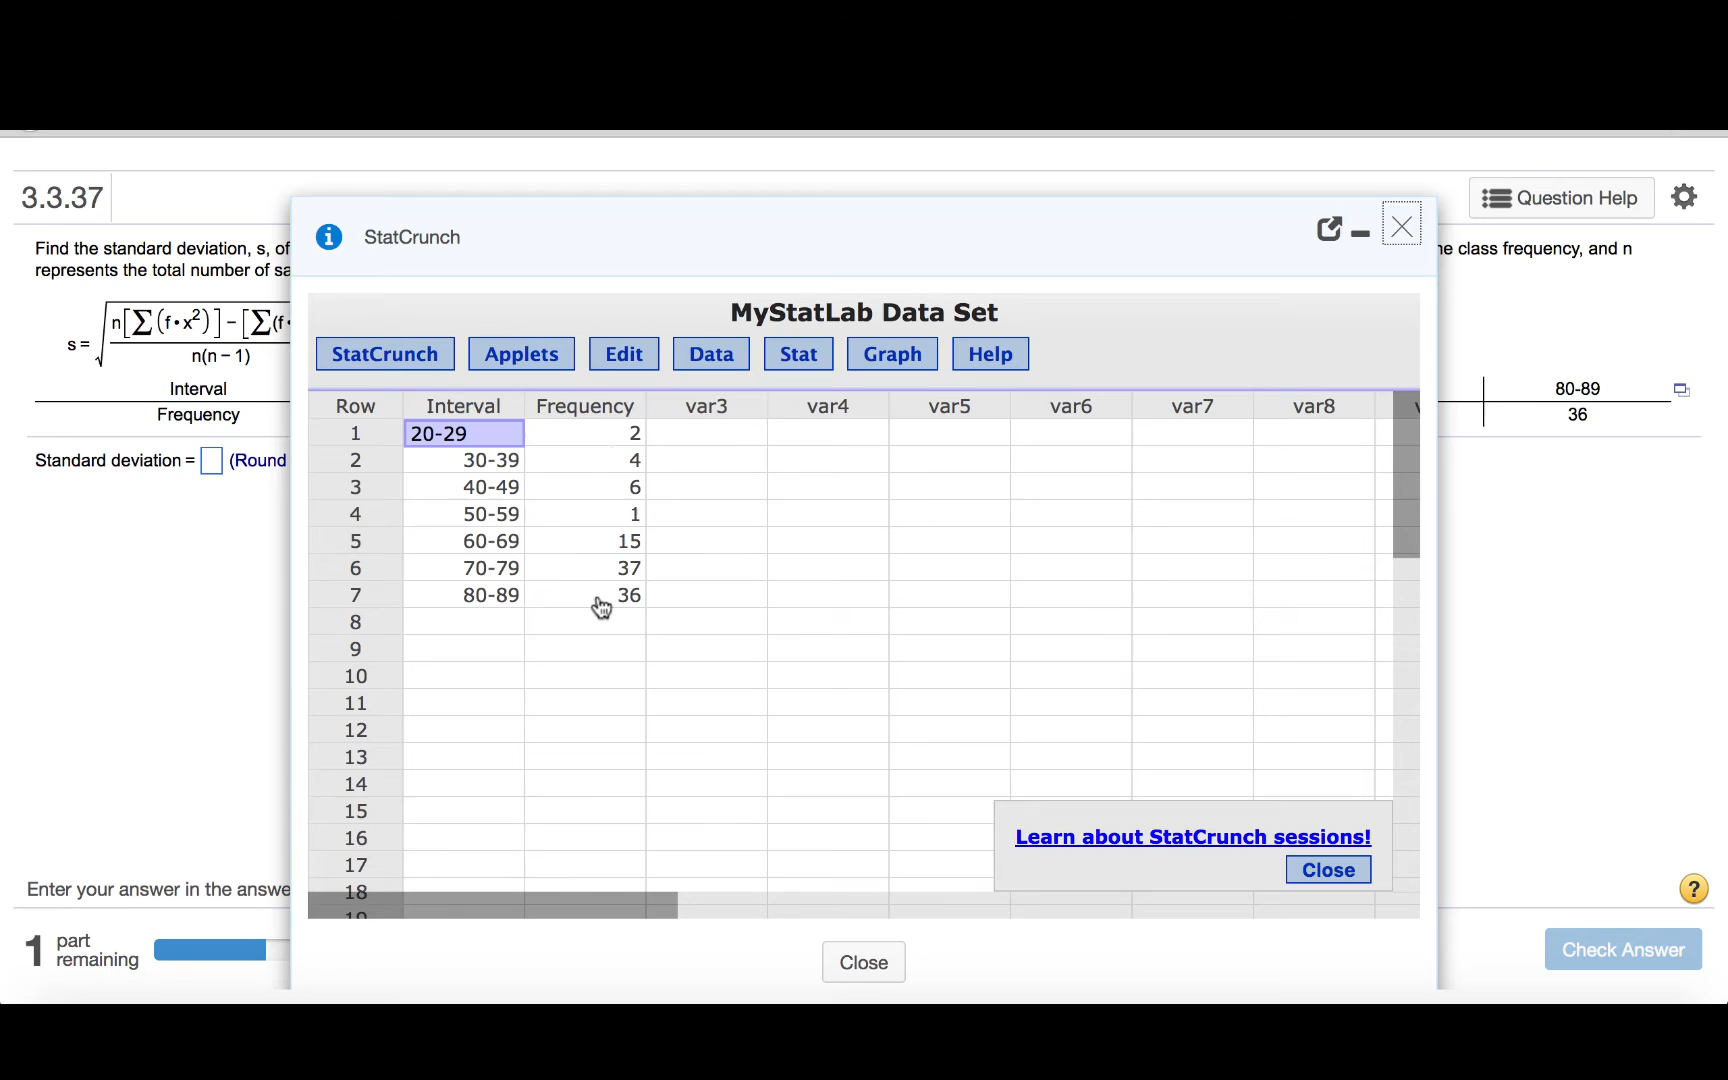 3.3.37
Question Help
Find the standard deviation, s, of
he class frequency, and n
represents the total number of sa
s = √ n[∑(f•x²)] − [∑(f•
n(n − 1)
Interval
80-89
Frequency
36
Standard deviation =
(Round
StatCrunch
MyStatLab Data Set
StatCrunch Applets Edit Data Stat Graph Help
Row Interval Frequency var3 var4 var5 var6 var7 var8 v
1 20-29 2
2 30-39 4
3 40-49 6
4 50-59 1
5 60-69 15
6 70-79 37
7 80-89 36
8
9
10
11
12
13
14
15
16
17
18
19
Learn about StatCrunch sessions!
Close
Enter your answer in the answe
?
1 part
remaining
Close
Check Answer